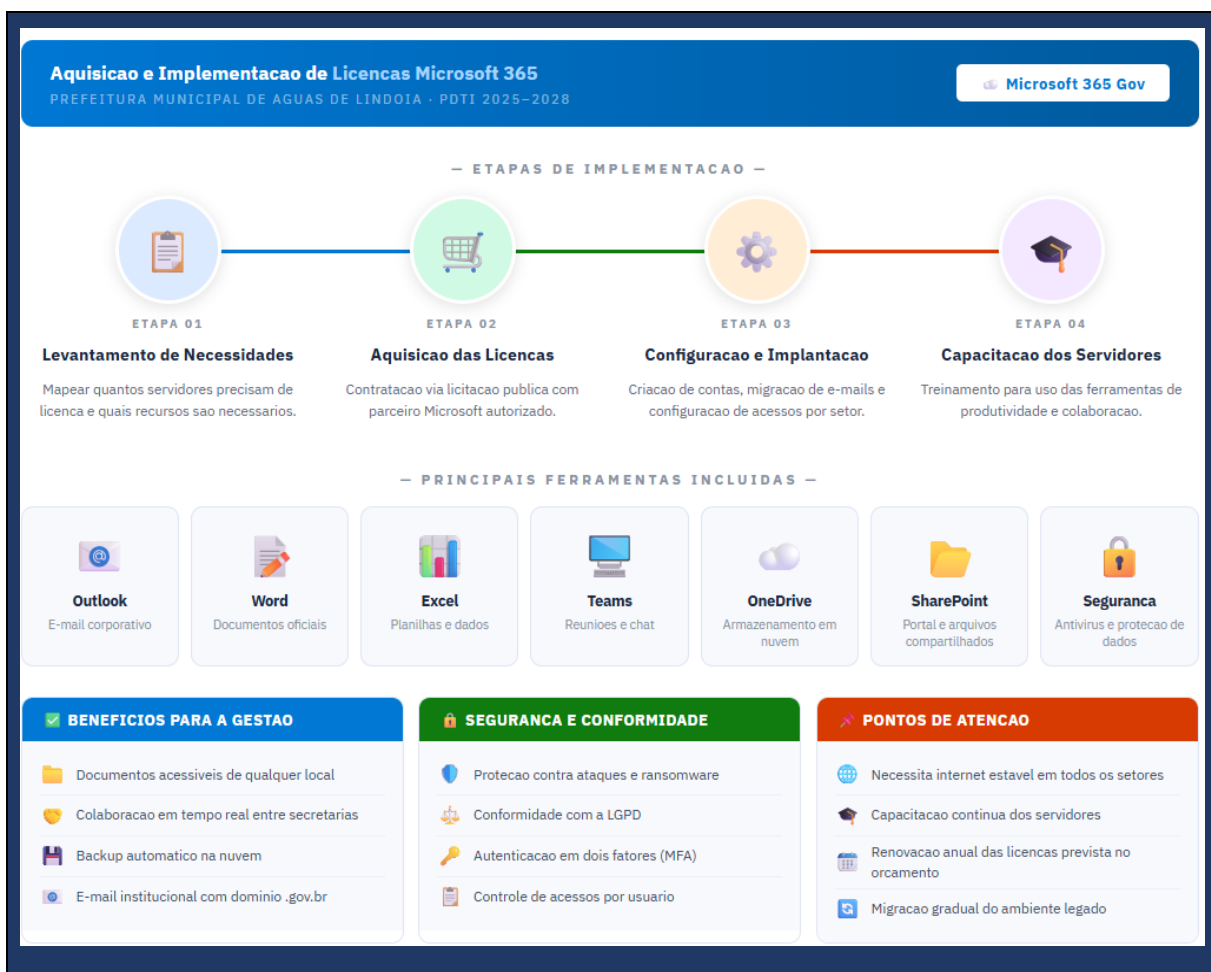 Aquisicao e Implementacao de Licencas Microsoft 365
PREFEITURA MUNICIPAL DE AGUAS DE LINDOIA · PDTI 2025–2028
Microsoft 365 Gov
— ETAPAS DE IMPLEMENTACAO —
ETAPA 01
Levantamento de Necessidades
Mapear quantos servidores precisam de
licenca e quais recursos sao necessarios.
ETAPA 02
Aquisicao das Licencas
Contratacao via licitacao publica com
parceiro Microsoft autorizado.
ETAPA 03
Configuracao e Implantacao
Criacao de contas, migracao de e-mails e
configuracao de acessos por setor.
ETAPA 04
Capacitacao dos Servidores
Treinamento para uso das ferramentas de
produtividade e colaboracao.
— PRINCIPAIS FERRAMENTAS INCLUIDAS —
Outlook
E-mail corporativo
Word
Documentos oficiais
Excel
Planilhas e dados
Teams
Reunioes e chat
OneDrive
Armazenamento em
nuvem
SharePoint
Portal e arquivos
compartilhados
Seguranca
Antivirus e protecao de
dados
BENEFICIOS PARA A GESTAO
Documentos acessiveis de qualquer local
Colaboracao em tempo real entre secretarias
Backup automatico na nuvem
E-mail institucional com dominio .gov.br
SEGURANCA E CONFORMIDADE
Protecao contra ataques e ransomware
Conformidade com a LGPD
Autenticacao em dois fatores (MFA)
Controle de acessos por usuario
PONTOS DE ATENCAO
Necessita internet estavel em todos os setores
Capacitacao continua dos servidores
Renovacao anual das licencas prevista no
orcamento
Migracao gradual do ambiente legado